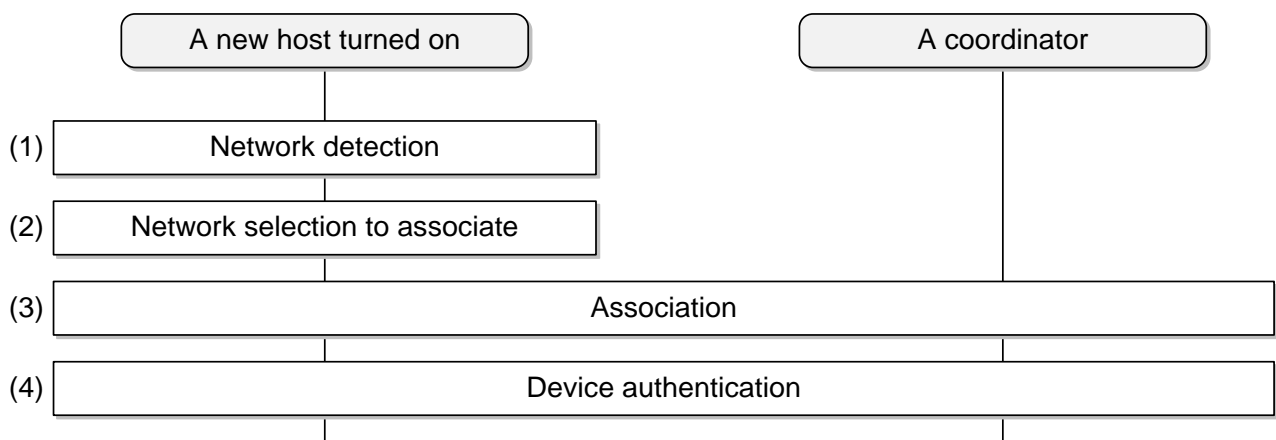 A new host turned on
A coordinator
(1) Network detection
(2) Network selection to associate
(3) Association
(4) Device authentication